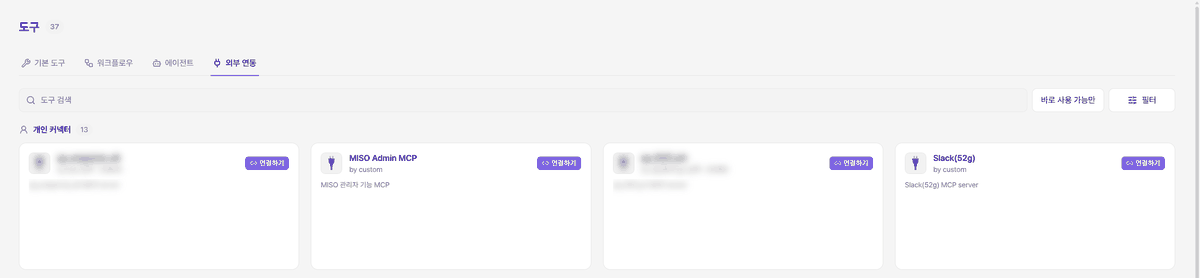 도구 37
기본 도구 워크플로우 에이전트 외부 연동
도구 검색 바로 사용 가능만 필터
개인 커넥터 13
연결하기
MISO Admin MCP
by custom
연결하기
MISO 관리자 기능 MCP
연결하기
Slack(52g)
by custom
연결하기
Slack(52g) MCP server